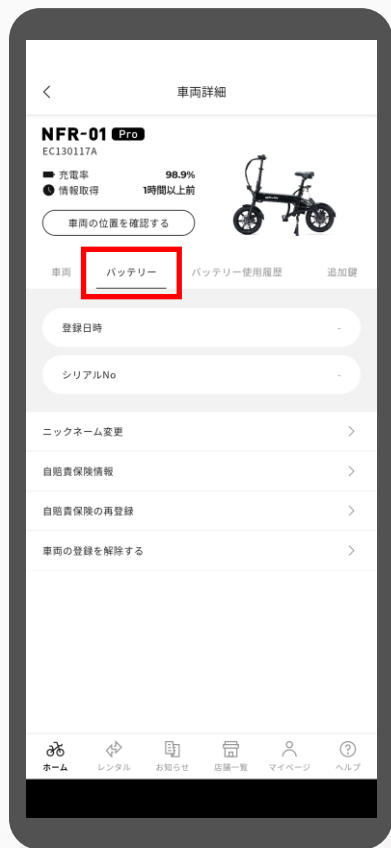 車両詳細
NFR-01 Pro
EC130117A
充電率 98.9%
情報取得 1時間以上前
車両の位置を確認する
車両 バッテリー バッテリー使用履歴 追加鍵
登録日時 -
シリアルNo -
ニックネーム変更
自賠責保険情報
自賠責保険の再登録
車両の登録を解除する
ホーム レンタル お知らせ 店舗一覧 マイページ ヘルプ